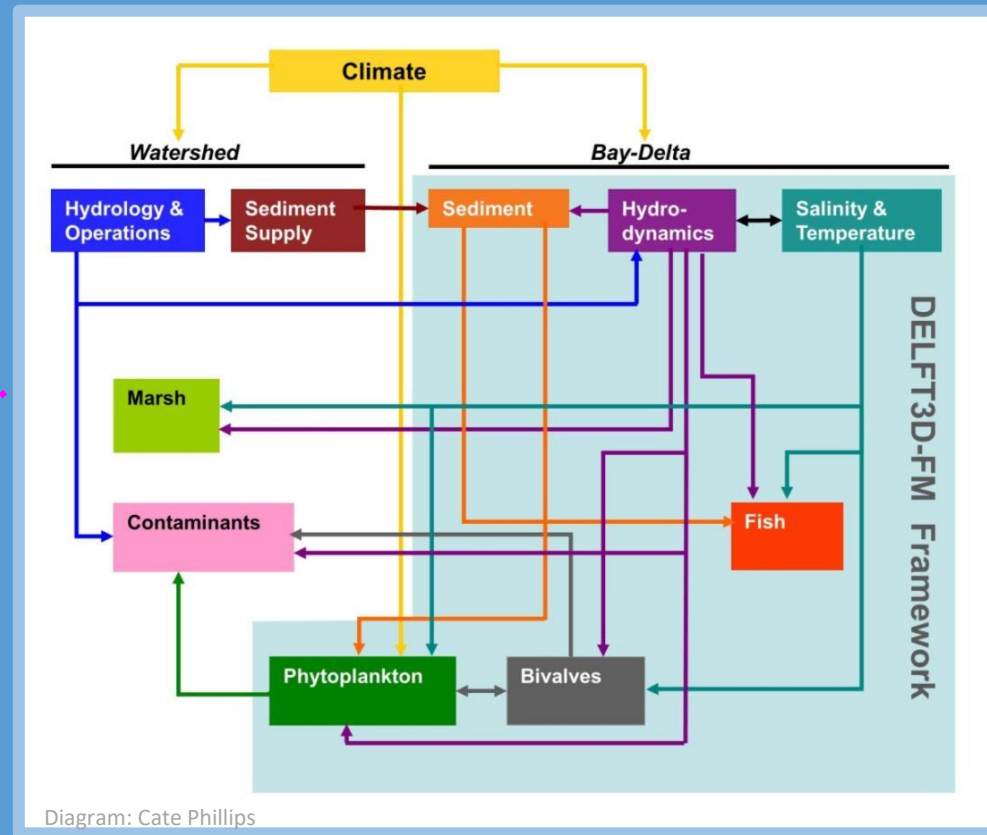 Climate
Watershed
Bay-Delta
Hydrology &
Operations
Sediment
Supply
Sediment
Hydro-
dynamics
Salinity &
Temperature
DELFT3D-FM Framework
Marsh
Contaminants
Fish
Phytoplankton
Bivalves
Diagram: Cate Phillips